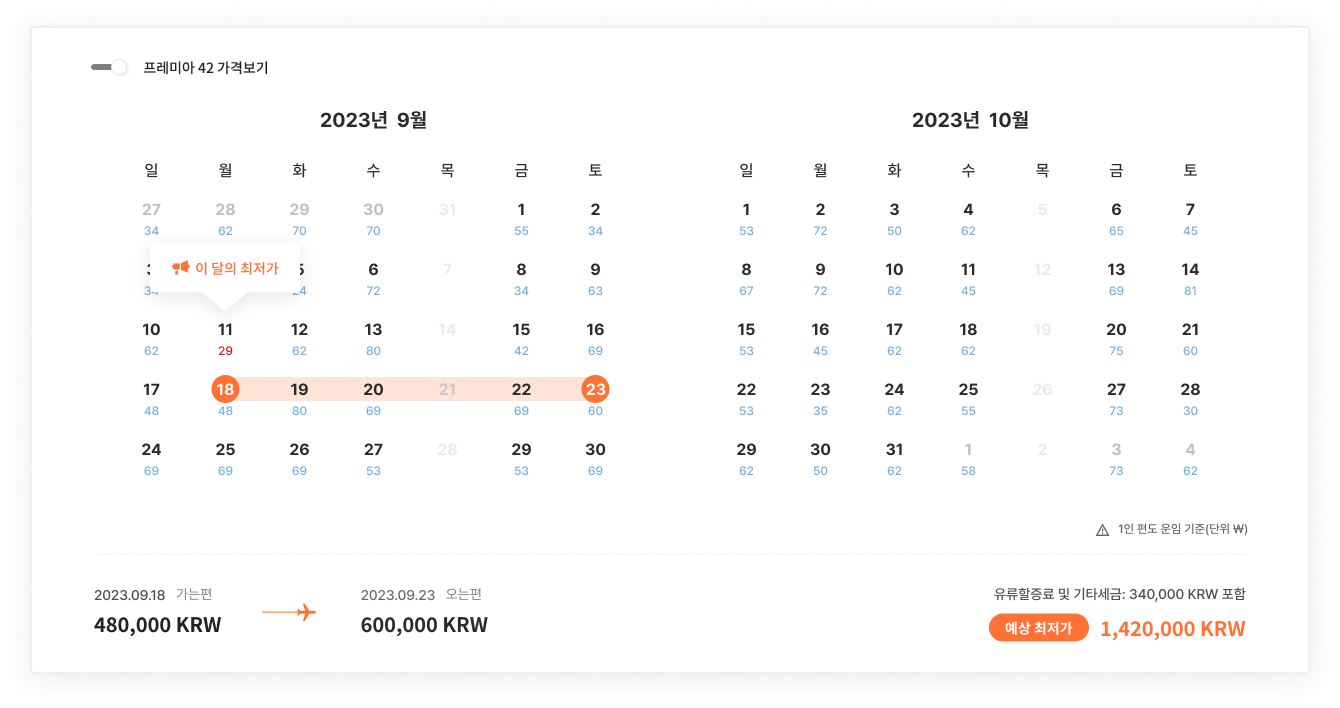 프레미아 42 가격보기
2023년 9월
일 월 화 수 목 금 토
27 28 29 30 31 1 2
34 62 70 70 55 34
이 달의 최저가
6 7 8 9
72 34 63
10 11 12 13 14 15 16
62 29 62 80 42 69
17 18 19 20 21 22 23
48 48 80 69 69 60
24 25 26 27 28 29 30
69 69 69 53 53 69
2023년 10월
일 월 화 수 목 금 토
1 2 3 4 5 6 7
53 72 50 62 65 45
8 9 10 11 12 13 14
67 72 62 45 69 81
15 16 17 18 19 20 21
53 45 62 62 75 60
22 23 24 25 26 27 28
53 35 62 55 73 30
29 30 31 1 2 3 4
62 50 62 58 73 62
1인 편도 운임 기준(단위 ₩)
2023.09.18 가는편
480,000 KRW
2023.09.23 오는편
600,000 KRW
유류할증료 및 기타세금: 340,000 KRW 포함
예상 최저가 1,420,000 KRW